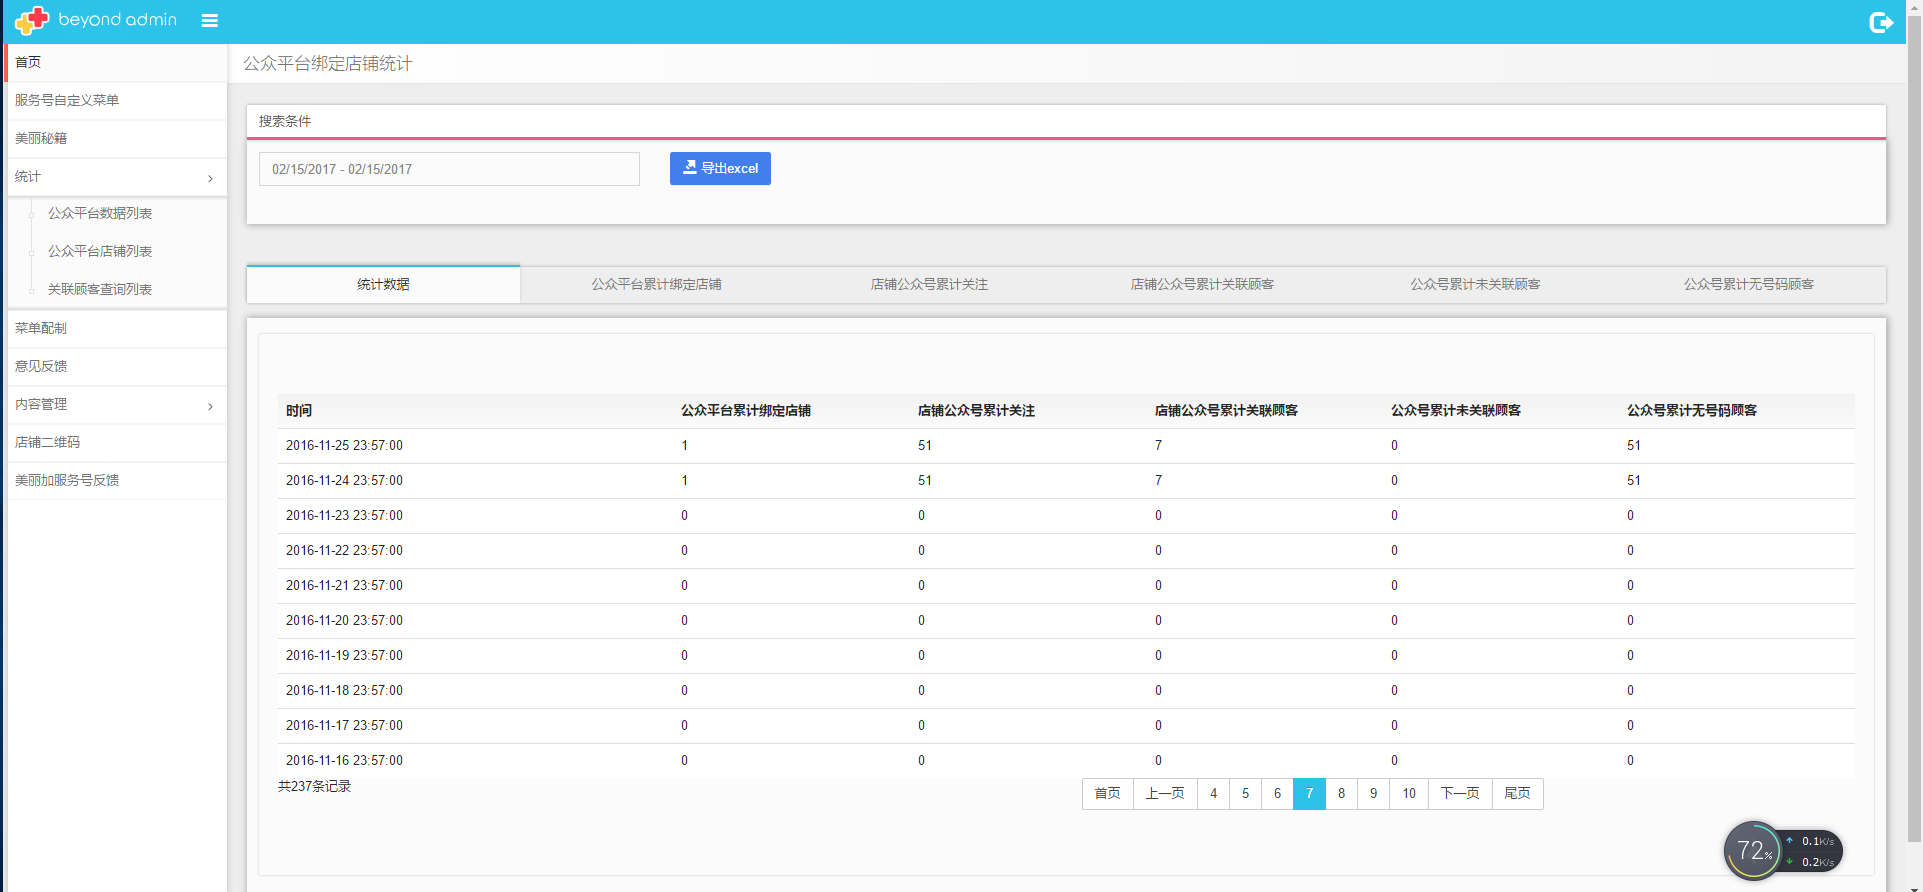 beyond admin
首页
服务号自定义菜单
美丽秘籍
统计
公众平台数据列表
公众平台店铺列表
关联顾客查询列表
菜单配制
意见反馈
内容管理
店铺二维码
美丽加服务号反馈
公众平台绑定店铺统计
搜索条件
02/15/2017 - 02/15/2017 导出excel
统计数据 公众平台累计绑定店铺 店铺公众号累计关注 店铺公众号累计关联顾客 公众号累计未关联顾客 公众号累计无号码顾客
时间 公众平台累计绑定店铺 店铺公众号累计关注 店铺公众号累计关联顾客 公众号累计未关联顾客 公众号累计无号码顾客
2016-11-25 23:57:00 1 51 7 0 51
2016-11-24 23:57:00 1 51 7 0 51
2016-11-23 23:57:00 0 0 0 0 0
2016-11-22 23:57:00 0 0 0 0 0
2016-11-21 23:57:00 0 0 0 0 0
2016-11-20 23:57:00 0 0 0 0 0
2016-11-19 23:57:00 0 0 0 0 0
2016-11-18 23:57:00 0 0 0 0 0
2016-11-17 23:57:00 0 0 0 0 0
2016-11-16 23:57:00 0 0 0 0 0
共237条记录
首页 上一页 4 5 6 7 8 9 10 下一页 尾页
72%
0.1K/s
0.2K/s